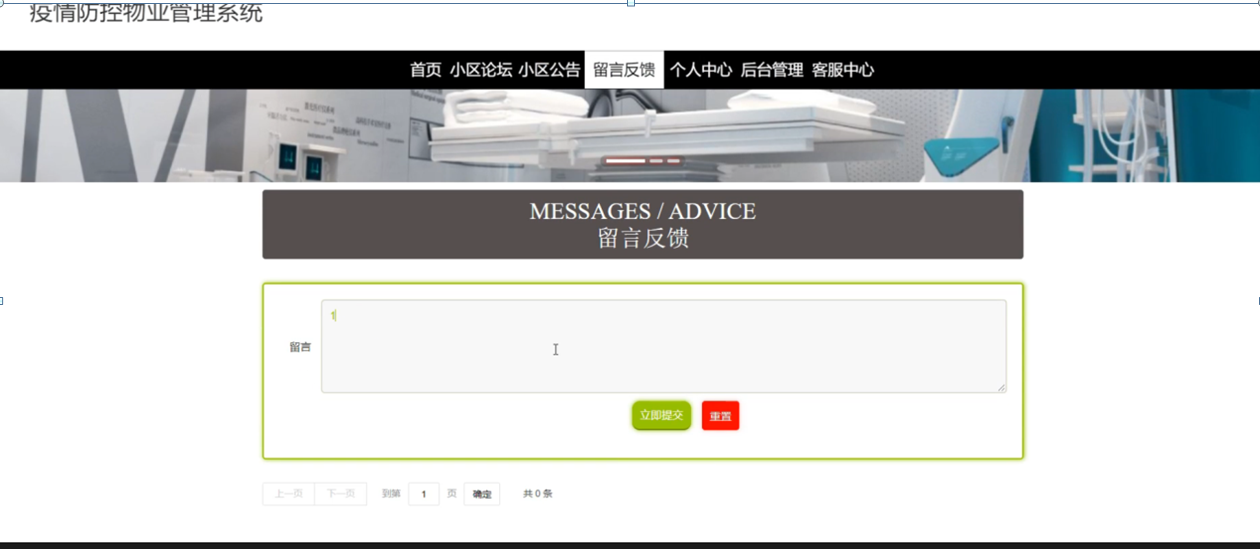 疫情防控物业管理系统
首页 小区论坛 小区公告 留言反馈 个人中心 后台管理 客服中心
MESSAGES / ADVICE
留言反馈
1
留言
立即提交 重置
上一页 下一页 到第 1 页 确定 共 0 条